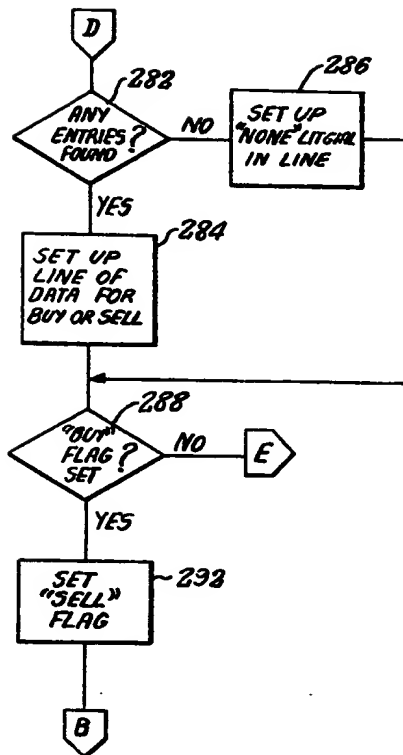 D
282
ANY
ENTRIES
FOUND?
NO
286
SET UP
"NONE" LITGRAL
IN LINE
YES
284
SET UP
LINE OF
DATA FOR
BUY OR SELL
288
"BUY"
FLAG
SET?
NO
E
YES
292
SET
"SELL"
FLAG
B